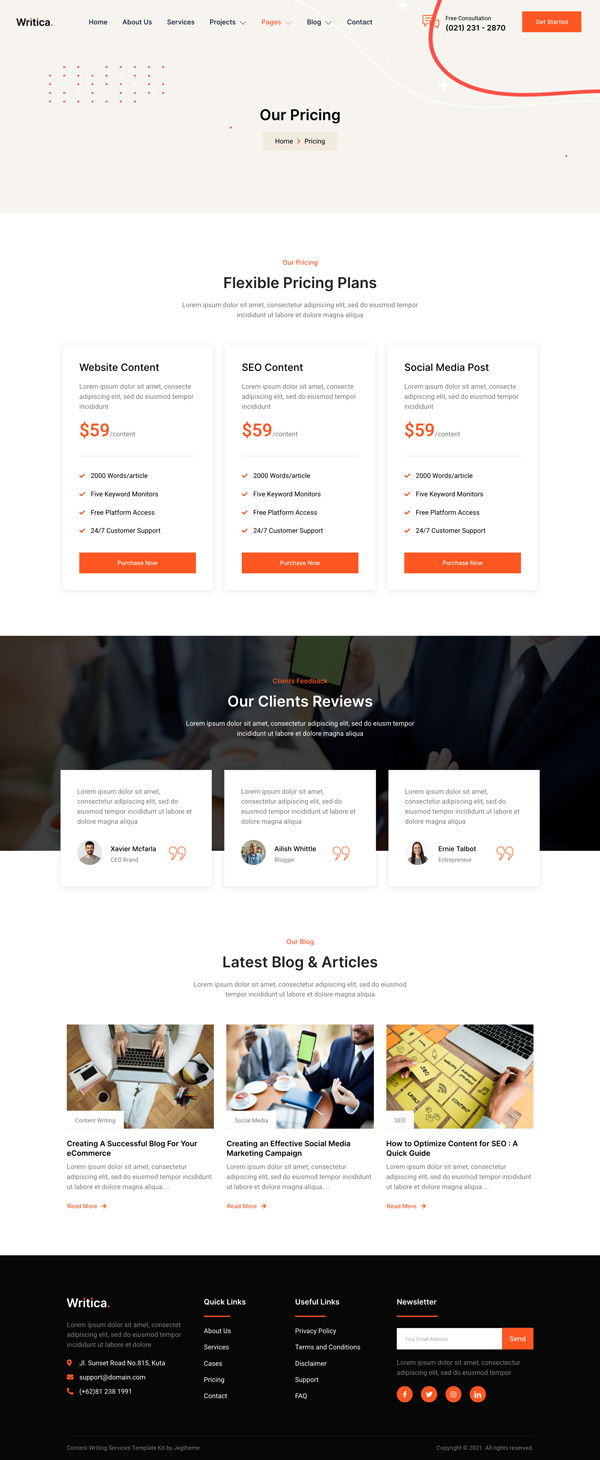 Writica.
Home About Us Services Projects Pages Blog Contact
Free Consultation
(021) 231 - 2870
Get Started
Our Pricing
Home Pricing
Our Pricing
Flexible Pricing Plans
Lorem ipsum dolor sit amet, consectetur adipiscing elit, sed do eiusmod tempor
incididunt ut labore et dolore magna aliqua
Website Content
Lorem ipsum dolor sit amet, consecte
adipiscing elit, sed do eiusmod tempor
incididunt
$59/content
2000 Words/article
Five Keyword Monitors
Free Platform Access
24/7 Customer Support
Purchase Now
SEO Content
Lorem ipsum dolor sit amet, consecte
adipiscing elit, sed do eiusmod tempor
incididunt
$59/content
2000 Words/article
Five Keyword Monitors
Free Platform Access
24/7 Customer Support
Purchase Now
Social Media Post
Lorem ipsum dolor sit amet, consecte
adipiscing elit, sed do eiusmod tempor
incididunt
$59/content
2000 Words/article
Five Keyword Monitors
Free Platform Access
24/7 Customer Support
Purchase Now
Clients Feedback
Our Clients Reviews
Lorem ipsum dolor sit amet, consectetur adipiscing elit, sed do eiusm tempor
incididunt ut labore et dolore magna aliqua
Lorem ipsum dolor sit amet,
consectetur adipiscing elit, sed do
eiusmod tempor incididunt ut labore et
dolore magna aliqua
Xavier Mcfarla
CEO Brand
Lorem ipsum dolor sit amet,
consectetur adipiscing elit, sed do
eiusmod tempor incididunt ut labore et
dolore magna aliqua
Ailish Whittle
Blogger
Lorem ipsum dolor sit amet,
consectetur adipiscing elit, sed do
eiusmod tempor incididunt ut labore et
dolore magna aliqua
Ernie Talbot
Entrepreneur
Our Blog
Latest Blog & Articles
Lorem ipsum dolor sit amet, consectetur adipiscing elit, sed do eiusmod
tempor incididunt ut labore et dolore magna aliqua
Content Writing
Creating A Successful Blog For Your
eCommerce
Lorem ipsum dolor sit amet, consectetur
adipiscing elit, sed do eiusmod tempor incididunt
ut labore et dolore magna aliqua....
Read More
Social Media
Creating an Effective Social Media
Marketing Campaign
Lorem ipsum dolor sit amet, consectetur
adipiscing elit, sed do eiusmod tempor incididunt
ut labore et dolore magna aliqua....
Read More
CONTENT
SEO
How to Optimize Content for SEO : A
Quick Guide
Lorem ipsum dolor sit amet, consectetur
adipiscing elit, sed do eiusmod tempor incididunt
ut labore et dolore magna aliqua....
Read More
Writica.
Lorem ipsum dolor sit amet, consectet
adipiscing elit, sed do eiusmod tempor
incididunt ut labore et dolore
Jl. Sunset Road No.815, Kuta
support@domain.com
(+62)81 238 1991
Quick Links
About Us
Services
Cases
Pricing
Contact
Useful Links
Privacy Policy
Terms and Conditions
Disclaimer
Support
FAQ
Newsletter
Your Email Address
Send
Lorem ipsum dolor sit amet, consectectur
adipiscing elit, sed do eiusmod tempor
Content Writing Services Template Kit by Jegtheme
Copyright © 2021. All rights reserved.